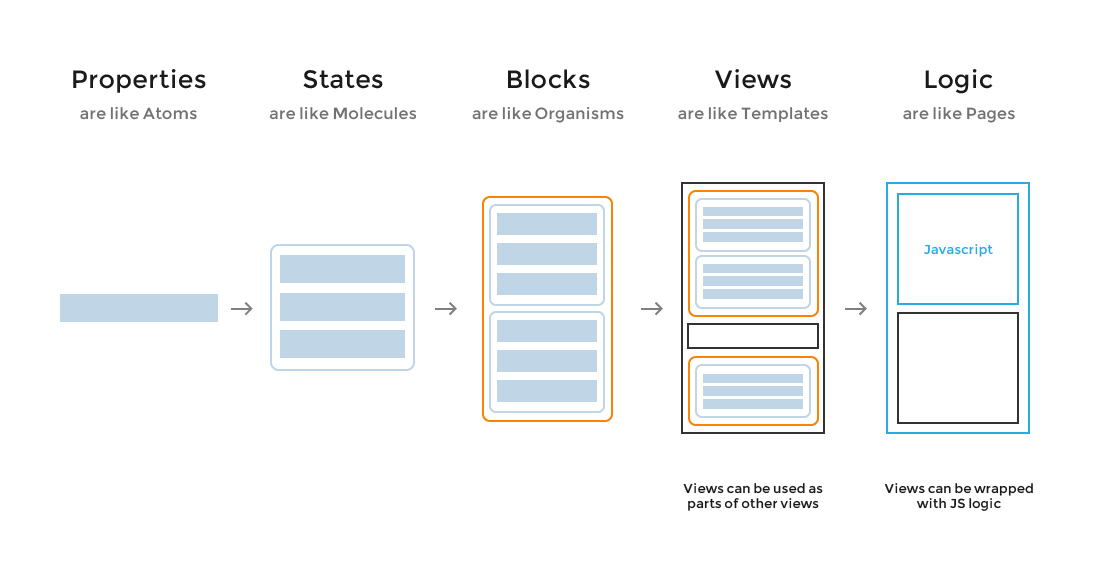 Properties
are like Atoms
States
are like Molecules
Blocks
are like Organisms
Views
are like Templates
Logic
are like Pages
Javascript
Views can be used as
parts of other views
Views can be wrapped
with JS logic